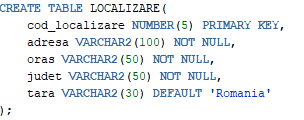 CREATE TABLE LOCALIZARE(
cod_localizare NUMBER(5) PRIMARY KEY,
adresa VARCHAR2(100) NOT NULL,
oras VARCHAR2(50) NOT NULL,
judet VARCHAR2(50) NOT NULL,
tara VARCHAR2(30) DEFAULT 'Romania'
);